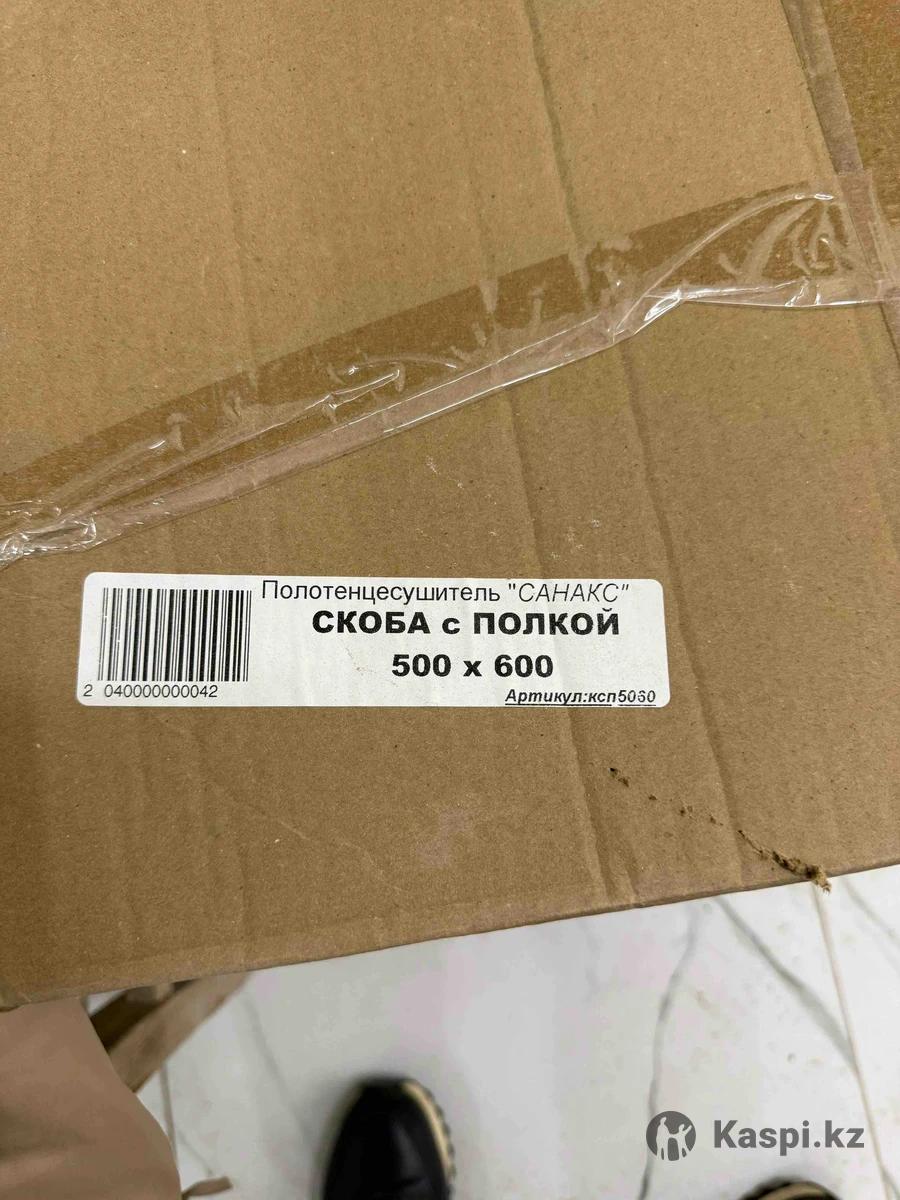 Полотенцесушитель "САНАКС"
СКОБА с ПОЛКОЙ
500 х 600
Артикул:ксп5060
2 040000000042
Kaspi.kz